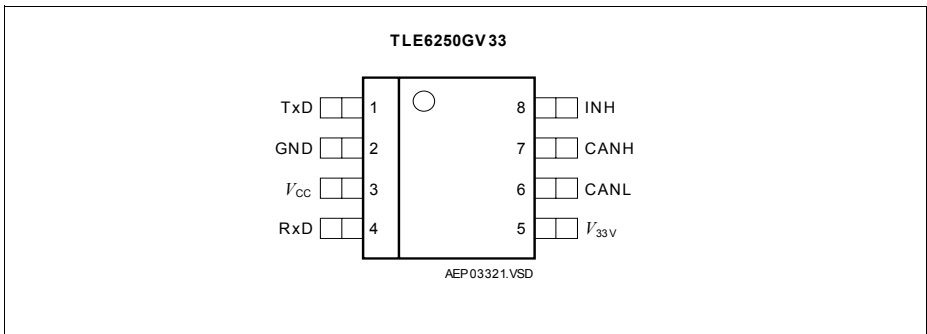 TLE6250GV33
TxD 1 8 INH
GND 2 7 CANH
VCC 3 6 CANL
RxD 4 5 V33V
AEP03321.VSD